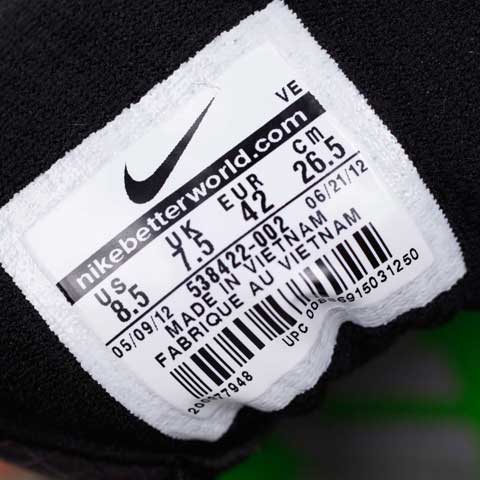 VE
nikebetterworld.com
US UK EUR cm
8.5 7.5 42 26.5
05/09/12 538422-002 06/21/12
MADE IN VIETNAM
FABRIQUE AU VIETNAM
UPC